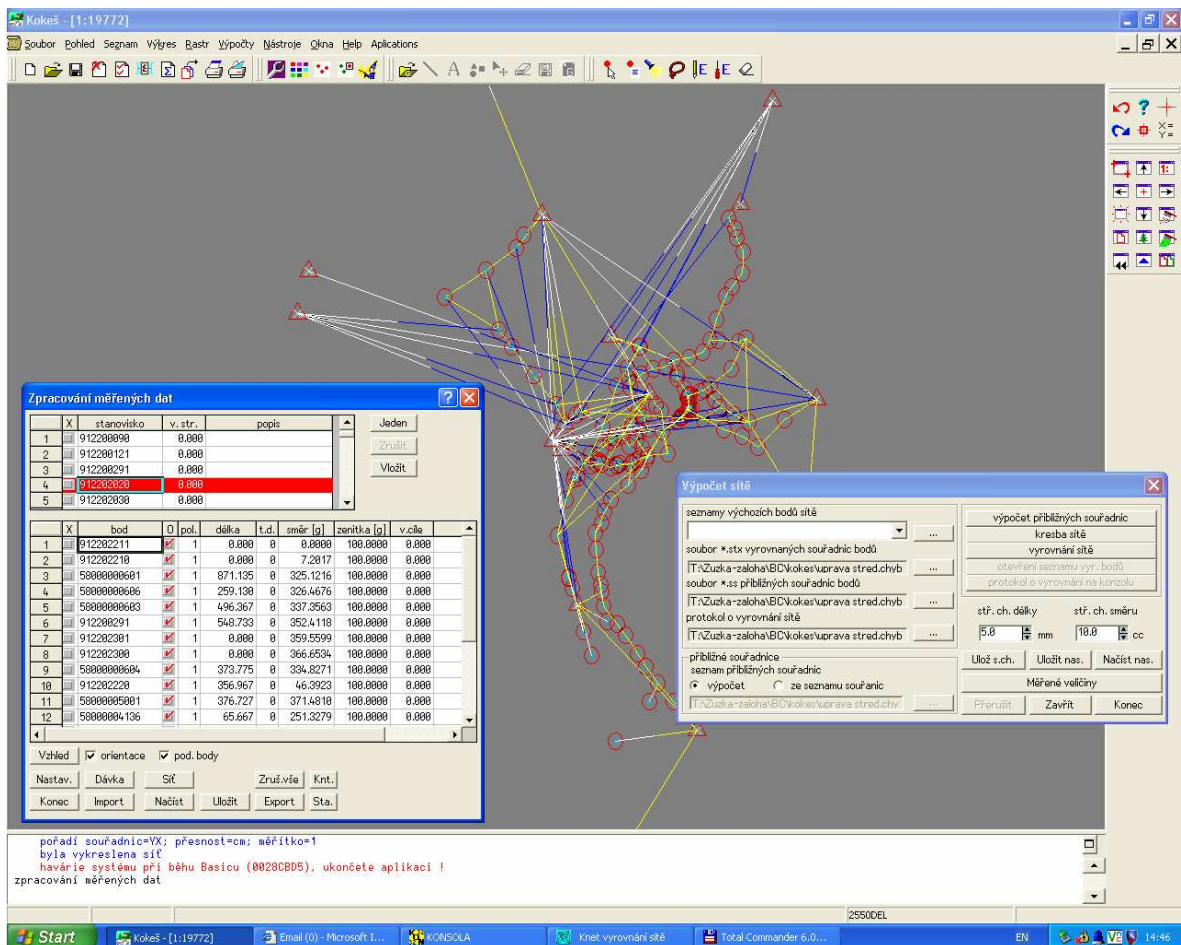 Kokeš - [1:19772]
Soubor Pohled Seznam Výkres Rastr Výpočty Nástroje Okna Help Aplications
Zpracování měřených dat
X stanovisko v. str. popis
1 912200090 0.000
2 912200121 0.000
3 912200291 0.000
4 912202020 0.000
5 912202030 0.000
Jeden
Zrušit
Vložit
X bod O pol. délka t.d. směr [g] zenitka [g] v.cíle
1 912202211 1 0.000 0 0.0000 100.0000 0.000
2 912202210 1 0.000 0 7.2017 100.0000 0.000
3 58000000601 1 871.135 0 325.1216 100.0000 0.000
4 58000000606 1 259.130 0 326.4676 100.0000 0.000
5 58000000603 1 496.367 0 337.3563 100.0000 0.000
6 912200291 1 548.733 0 352.4118 100.0000 0.000
7 912202301 1 0.000 0 359.5599 100.0000 0.000
8 912202300 1 0.000 0 366.6534 100.0000 0.000
9 58000000604 1 373.775 0 334.8271 100.0000 0.000
10 912202220 1 356.967 0 46.3923 100.0000 0.000
11 58000005001 1 376.727 0 371.4810 100.0000 0.000
12 58000004136 1 65.667 0 251.3279 100.0000 0.000
Vzhled orientace pod. body
Nastav. Dávka Síť Zruš.vše Knt.
Konec Import Načíst Uložit Export Sta.
Výpočet sítě
seznamy výchozích bodů sítě
...
soubor *.stx vyrovnaných souřadnic bodů
T:\Zuzka-zaloha\BC\kokes\uprava stred.chyb ...
soubor *.ss přibližných souřadnic bodů
T:\Zuzka-zaloha\BC\kokes\uprava stred.chyb ...
protokol o vyrovnání sítě
T:\Zuzka-zaloha\BC\kokes\uprava stred.chyb ...
přibližné souřadnice
seznam přibližných souřadnic
výpočet ze seznamu souřanic
T:\Zuzka-zaloha\BC\kokes\uprava stred.chy ...
výpočet přibližných souřadnic
kresba sítě
vyrovnání sítě
otevření seznamu vyr. bodů
protokol o vyrovnání na konzolu
stř. ch. délky stř. ch. směru
5.0 mm 10.0 cc
Ulož s.ch. Uložit nas. Načíst nas.
Měřené veličiny
Přerušit Zavřít Konec
pořadí souřadnic=YX; přesnost=cm; měřítko=1
byla vykreslena síť
havárie systému při běhu Basicu (0028CBD5), ukončete aplikaci !
zpracování měřených dat
2550DEL
Start Kokeš - [1:19772] Email (0) - Microsoft I... KONSOLA Knet vyrovnání sítě Total Commander 6.0... EN 14:46